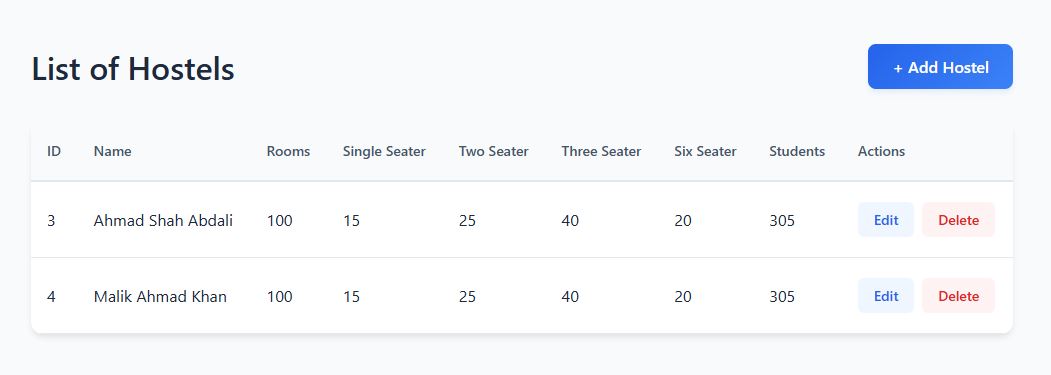 List of Hostels
+ Add Hostel
ID Name Rooms Single Seater Two Seater Three Seater Six Seater Students Actions
3 Ahmad Shah Abdali 100 15 25 40 20 305 Edit Delete
4 Malik Ahmad Khan 100 15 25 40 20 305 Edit Delete